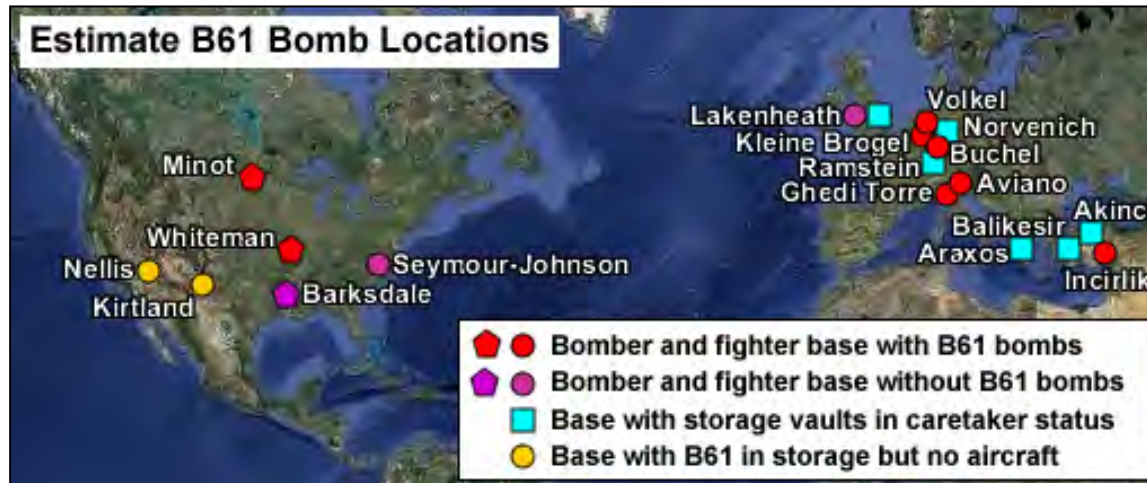 Estimate B61 Bomb Locations
Minot
Whiteman
Nellis
Kirtland
Seymour-Johnson
Barksdale
Lakenheath
Volkel
Norvenich
Kleine Brogel
Buchel
Ramstein
Aviano
Ghedi Torre
Akinc
Balikesir
Araxos
Incirlik
Bomber and fighter base with B61 bombs
Bomber and fighter base without B61 bombs
Base with storage vaults in caretaker status
Base with B61 in storage but no aircraft